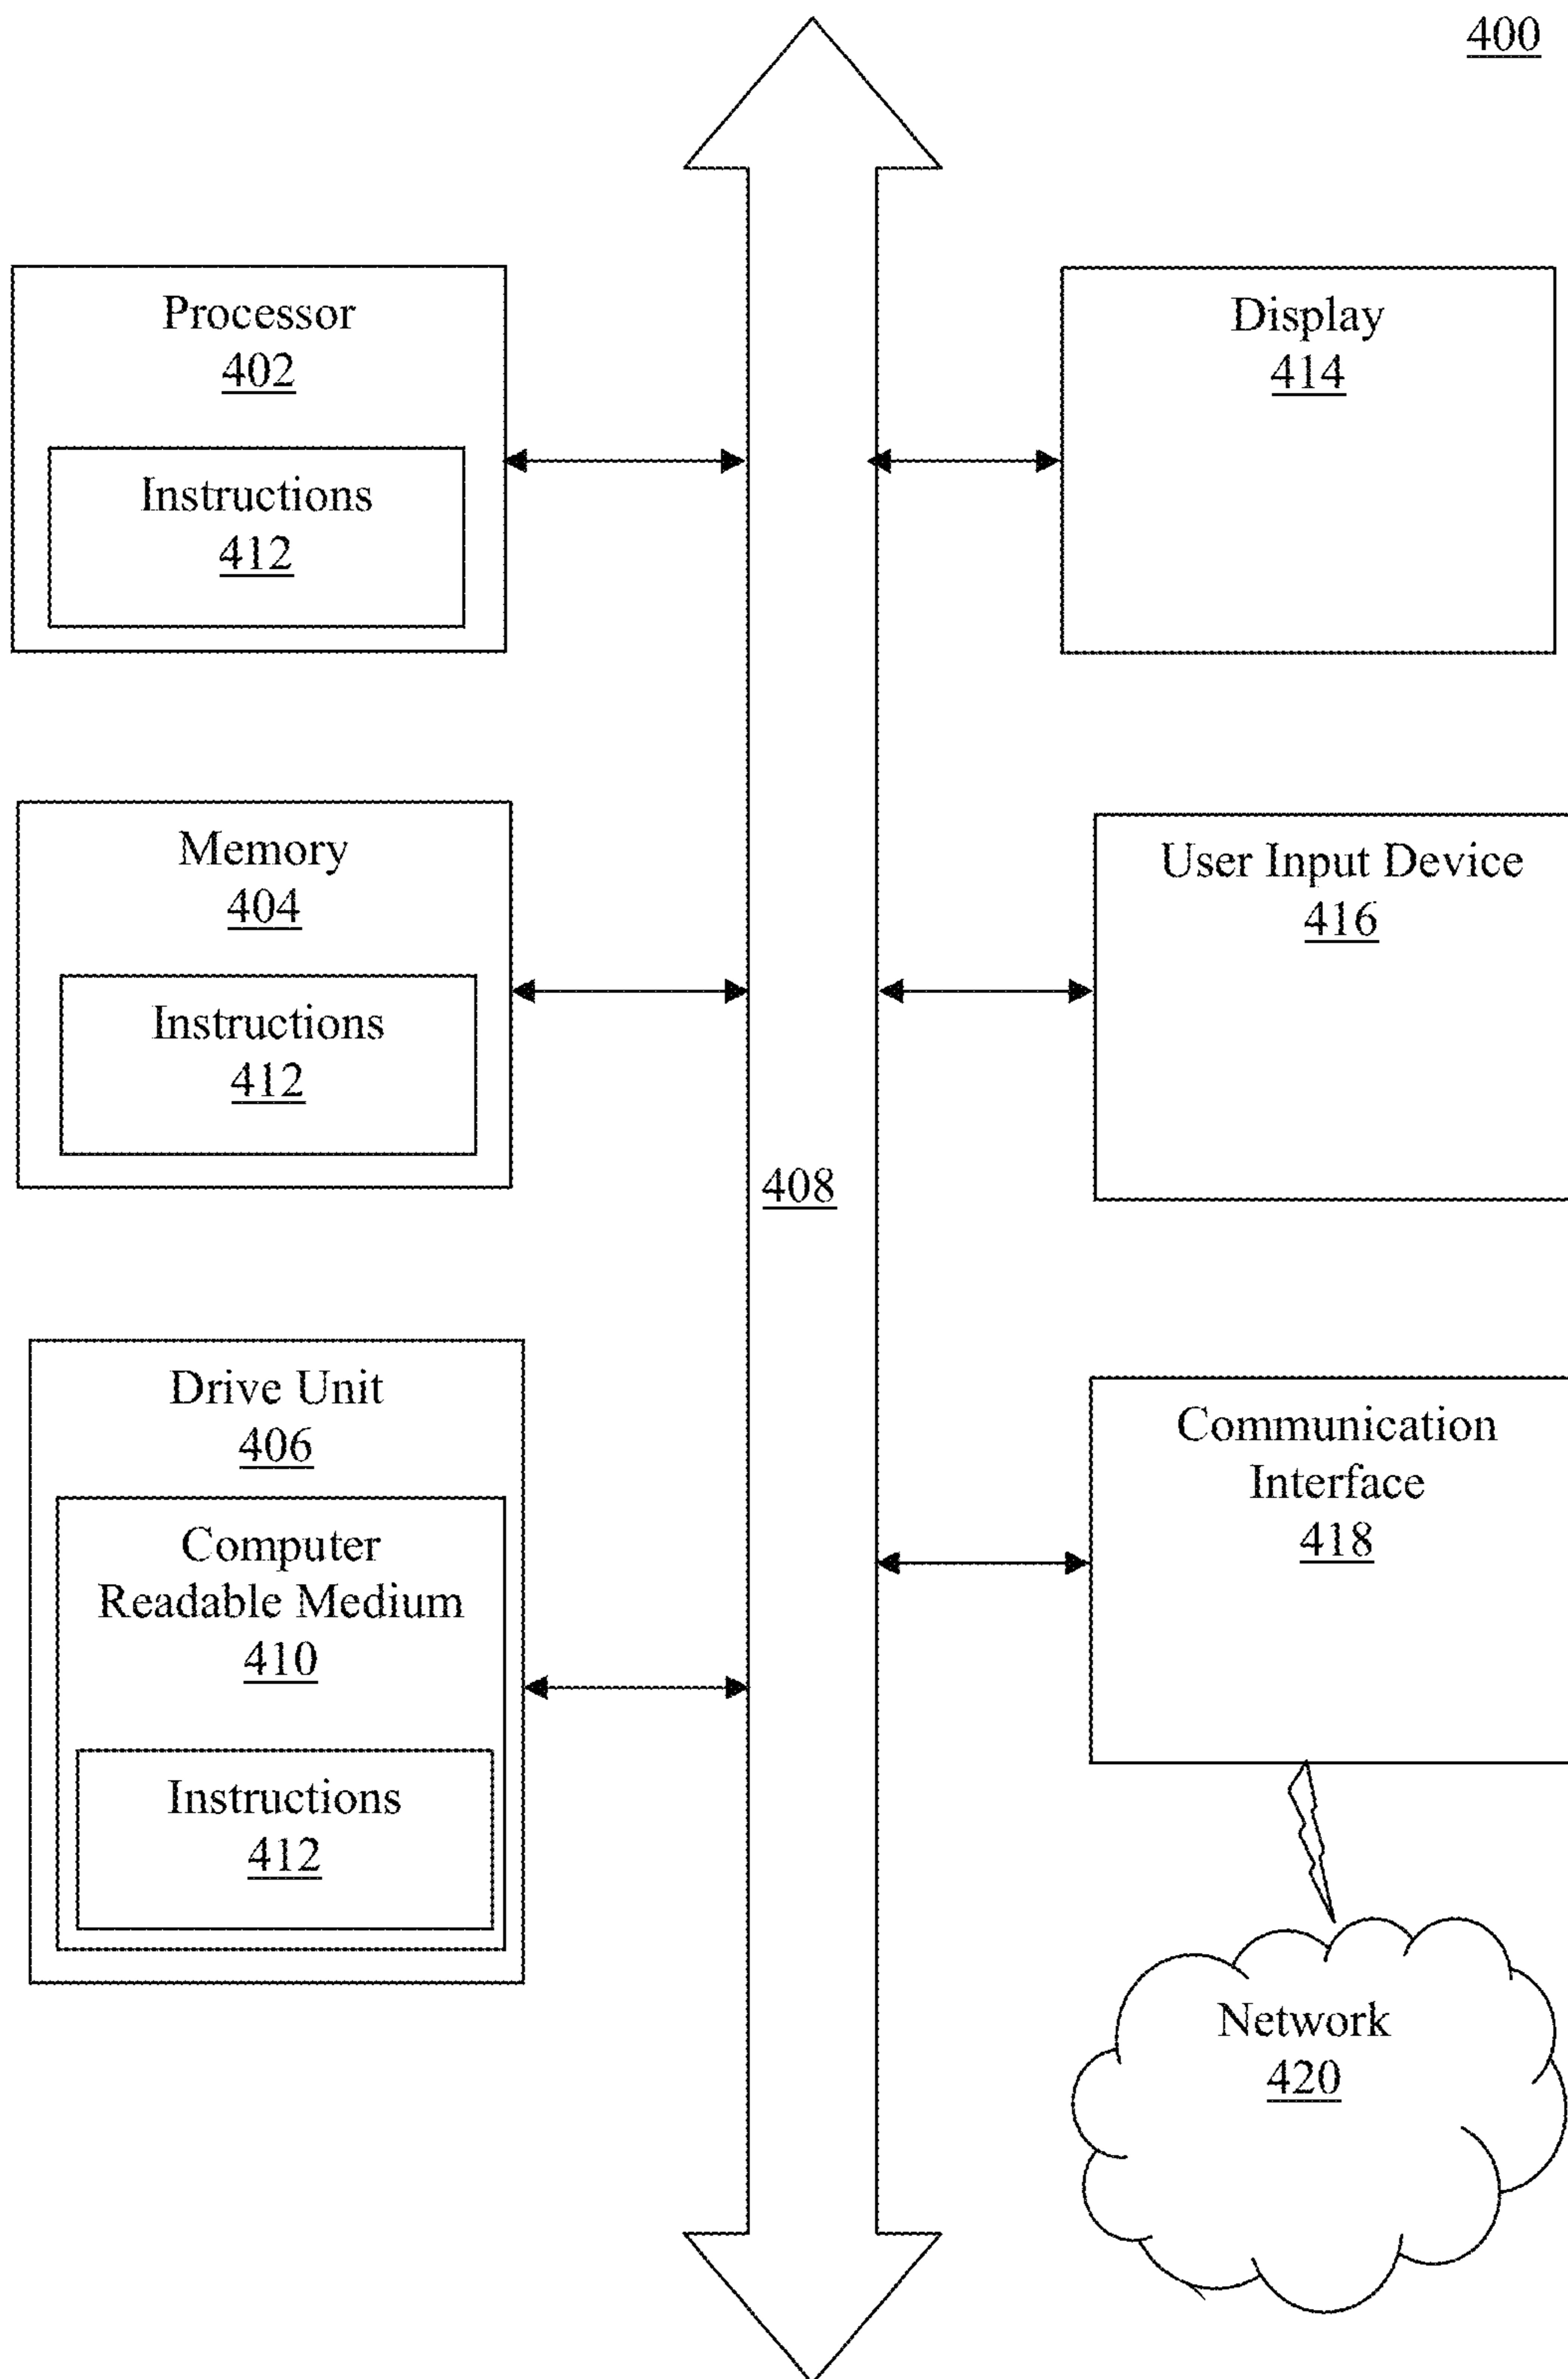 400
Processor
402
Instructions
412
Display
414
Memory
404
Instructions
412
User Input Device
416
408
Drive Unit
406
Computer
Readable Medium
410
Instructions
412
Communication
Interface
418
Network
420